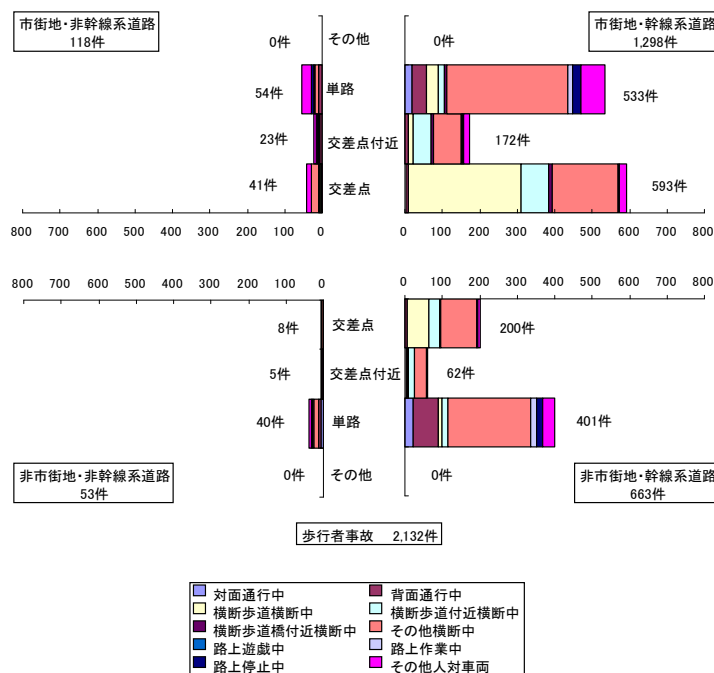 市街地・非幹線系道路
118件
市街地・幹線系道路
1,298件
0件 その他 0件
54件 単路 533件
23件 交差点付近 172件
41件 交差点 593件
800 700 600 500 400 300 200 100 0 0 100 200 300 400 500 600 700 800
800 700 600 500 400 300 200 100 0 0 100 200 300 400 500 600 700 800
8件 交差点 200件
5件 交差点付近 62件
40件 単路 401件
0件 その他 0件
非市街地・非幹線系道路
53件
非市街地・幹線系道路
663件
歩行者事故 2,132件
対面通行中 背面通行中
横断歩道横断中 横断歩道付近横断中
横断歩道橋付近横断中 その他横断中
路上遊戯中 路上作業中
路上停止中 その他人対車両